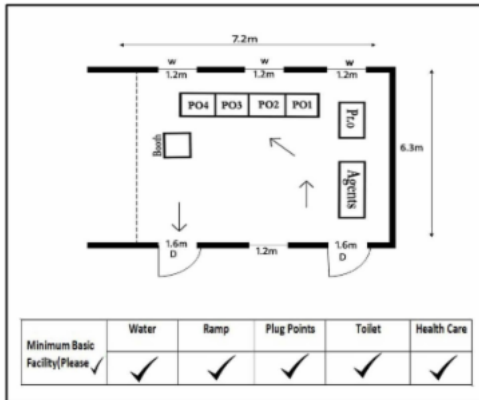 7.2m
W W W
1.2m 1.2m 1.2m
PO4 PO3 PO2 PO1
PLO
Booth
6.3m
Agents
1.6m 1.2m 1.6m
D D
Water Ramp Plug Points Toilet Health Care
Minimum Basic
Facility(Please ✓ ✓ ✓ ✓ ✓ ✓